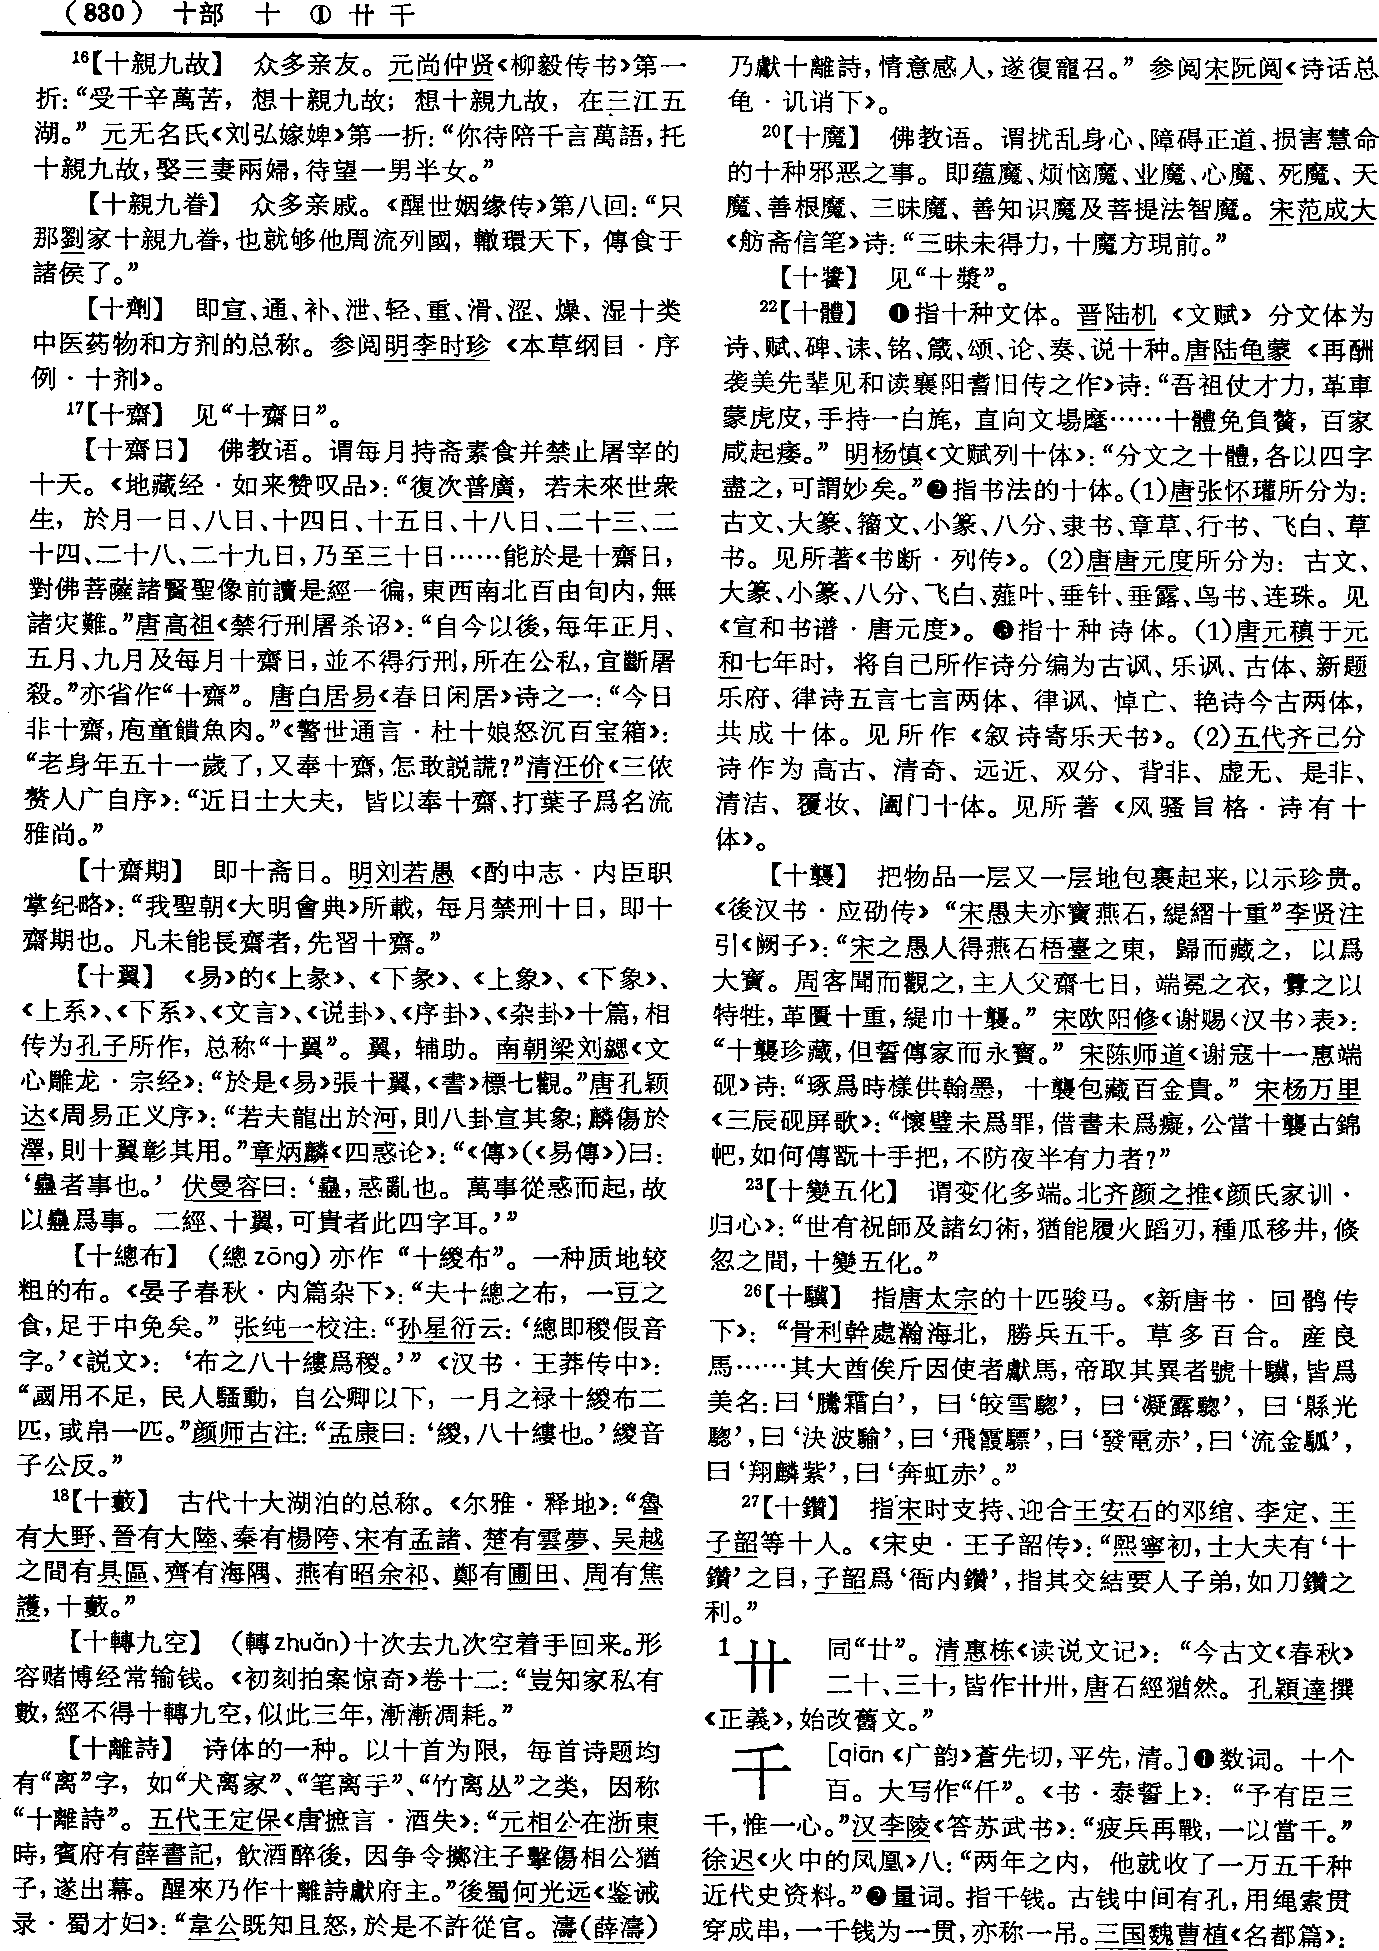 （830） 十部 十 ① 卄 千
16【十親九故】 众多亲友。元尚仲贤《柳毅传书》第一
折：“受千辛萬苦，想十親九故；想十親九故，在三江五
湖。”元无名氏《刘弘嫁婢》第一折：“你待陪千言萬語，托
十親九故，娶三妻兩婦，待望一男半女。”
【十親九眷】 众多亲戚。《醒世姻缘传》第八回：“只
那劉家十親九眷，也就够他周流列國，轍環天下，傳食于
諸侯了。”
【十劑】 即宣、通、补、泄、轻、重、滑、涩、燥、湿十类
中医药物和方剂的总称。参阅明李时珍《本草纲目·序
例·十剂》。
17【十齋】 见“十齋日”。
【十齋日】 佛教语。谓每月持斋素食并禁止屠宰的
十天。《地藏经·如来赞叹品》：“復次普廣，若未來世衆
生，於月一日、八日、十四日、十五日、十八日、二十三、二
十四、二十八、二十九日，乃至三十日……能於是十齋日，
對佛菩薩諸賢聖像前讀是經一徧，東西南北百由旬内，無
諸灾難。”唐高祖《禁行刑屠杀诏》：“自今以後，每年正月、
五月、九月及每月十齋日，並不得行刑，所在公私，宜斷屠
殺。”亦省作“十齋”。唐白居易《春日闲居》诗之一：“今日
非十齋，庖童饋魚肉。”《警世通言·杜十娘怒沉百宝箱》：
“老身年五十一歲了，又奉十齋，怎敢説謊？”清汪价《三侬
赘人广自序》：“近日士大夫，皆以奉十齋、打葉子爲名流
雅尚。”
【十齋期】 即十斋日。明刘若愚《酌中志·内臣职
掌纪略》：“我聖朝《大明會典》所載，每月禁刑十日，即十
齋期也。凡未能長齋者，先習十齋。”
【十翼】 《易》的《上彖》、《下彖》、《上象》、《下象》、
《上系》、《下系》、《文言》、《说卦》、《序卦》、《杂卦》十篇，相
传为孔子所作，总称“十翼”。翼，辅助。南朝梁刘勰《文
心雕龙·宗经》：“於是《易》張十翼，《書》標七觀。”唐孔颖
达《周易正义序》：“若夫龍出於河，則八卦宣其象；麟傷於
澤，則十翼彰其用。”章炳麟《四惑论》：“《傳》（《易傳》）曰：
‘蠱者事也。’伏曼容曰：‘蠱，惑亂也。萬事從惑而起，故
以蠱爲事。二經、十翼，可貴者此四字耳。’”
【十總布】 （總zōng）亦作“十緵布”。一种质地较
粗的布。《晏子春秋·内篇杂下》：“夫十總之布，一豆之
食，足于中免矣。”张纯一校注：“孙星衍云：‘總即稷假音
字。’《説文》：‘布之八十縷爲稷。’”《汉书·王莽传中》：
“國用不足，民人騷動，自公卿以下，一月之禄十緵布二
匹，或帛一匹。”颜师古注：“孟康曰：‘緵，八十縷也。’緵音
子公反。”
18【十藪】 古代十大湖泊的总称。《尔雅·释地》：“魯
有大野、晉有大陸、秦有楊陓、宋有孟諸、楚有雲夢、吴越
之間有具區、齊有海隅、燕有昭余祁、鄭有圃田、周有焦
護，十藪。”
【十轉九空】 （轉zhuǎn）十次去九次空着手回来。形
容赌博经常输钱。《初刻拍案惊奇》卷十二：“豈知家私有
數，經不得十轉九空，似此三年，漸漸凋耗。”
【十離詩】 诗体的一种。以十首为限，每首诗题均
有“离”字，如“犬离家”、“笔离手”、“竹离丛”之类，因称
“十離詩”。五代王定保《唐摭言·酒失》：“元相公在浙東
時，賓府有薛書記，飲酒醉後，因争令擲注子擊傷相公猶
子，遂出幕。醒來乃作十離詩獻府主。”後蜀何光远《鉴诫
录·蜀才妇》：“韋公既知且怒，於是不許從官。濤（薛濤）
乃獻十離詩，情意感人，遂復寵召。”参阅宋阮阅《诗话总
龟·讥诮下》。
20【十魔】 佛教语。谓扰乱身心、障碍正道、损害慧命
的十种邪恶之事。即蕴魔、烦恼魔、业魔、心魔、死魔、天
魔、善根魔、三昧魔、善知识魔及菩提法智魔。宋范成大
《舫斋信笔》诗：“三昧未得力，十魔方現前。”
【十饔】 见“十漿”。
22【十體】 ❶指十种文体。晋陆机《文赋》分文体为
诗、赋、碑、诔、铭、箴、颂、论、奏、说十种。唐陆龟蒙《再酬
袭美先辈见和读襄阳耆旧传之作》诗：“吾祖仗才力，革車
蒙虎皮，手持一白旄，直向文場麾……十體免負贅，百家
咸起痿。”明杨慎《文赋列十体》：“分文之十體，各以四字
盡之，可謂妙矣。”❷指书法的十体。（1）唐张怀瓘所分为：
古文、大篆、籀文、小篆、八分、隶书、章草、行书、飞白、草
书。见所著《书断·列传》。（2）唐唐元度所分为：古文、
大篆、小篆、八分、飞白、薤叶、垂针、垂露、鸟书、连珠。见
《宣和书谱·唐元度》。❸指十种诗体。（1）唐元稹于元
和七年时，将自己所作诗分编为古讽、乐讽、古体、新题
乐府、律诗五言七言两体、律讽、悼亡、艳诗今古两体，
共成十体。见所作《叙诗寄乐天书》。（2）五代齐己分
诗作为高古、清奇、远近、双分、背非、虚无、是非、
清洁、覆妆、阖门十体。见所著《风骚旨格·诗有十
体》。
【十襲】 把物品一层又一层地包裹起来，以示珍贵。
《後汉书·应劭传》“宋愚夫亦寶燕石，緹䌌十重”李贤注
引《阙子》：“宋之愚人得燕石梧臺之東，歸而藏之，以爲
大寶。周客聞而觀之，主人父齋七日，端冕之衣，釁之以
特牲，革匱十重，緹巾十襲。”宋欧阳修《谢赐〈汉书〉表》：
“十襲珍藏，但誓傳家而永寶。”宋陈师道《谢寇十一惠端
砚》诗：“琢爲時樣供翰墨，十襲包藏百金貴。”宋杨万里
《三辰砚屏歌》：“懷璧未爲罪，借書未爲癡，公當十襲古錦
帊，如何傳翫十手把，不防夜半有力者？”
23【十變五化】 谓变化多端。北齐颜之推《颜氏家训·
归心》：“世有祝師及諸幻術，猶能履火蹈刃，種瓜移井，倏
忽之間，十變五化。”
26【十驥】 指唐太宗的十匹骏马。《新唐书·回鹘传
下》：“骨利幹處瀚海北，勝兵五千。草多百合。産良
馬……其大酋俟斤因使者獻馬，帝取其異者號十驥，皆爲
美名：曰‘騰霜白’，曰‘皎雪驄’，曰‘凝露驄’，曰‘縣光
驄’，曰‘決波騟’，曰‘飛霞驃’，曰‘發電赤’，曰‘流金䯄’，
曰‘翔麟紫’，曰‘奔虹赤’。”
27【十鑽】 指宋时支持、迎合王安石的邓绾、李定、王
子韶等十人。《宋史·王子韶传》：“熙寧初，士大夫有‘十
鑽’之目，子韶爲‘衙内鑽’，指其交結要人子弟，如刀鑽之
利。”
1卄 同“廿”。清惠栋《读说文记》：“今古文《春秋》
二十、三十，皆作卄卅，唐石經猶然。孔穎達撰
《正義》，始改舊文。”
千 ［qiān《广韵》蒼先切，平先，清。］❶数词。十个
百。大写作“仟”。《书·泰誓上》：“予有臣三
千，惟一心。”汉李陵《答苏武书》：“疲兵再戰，一以當千。”
徐迟《火中的凤凰》八：“两年之内，他就收了一万五千种
近代史资料。”❷量词。指千钱。古钱中间有孔，用绳索贯
穿成串，一千钱为一贯，亦称一吊。三国魏曹植《名都篇》：